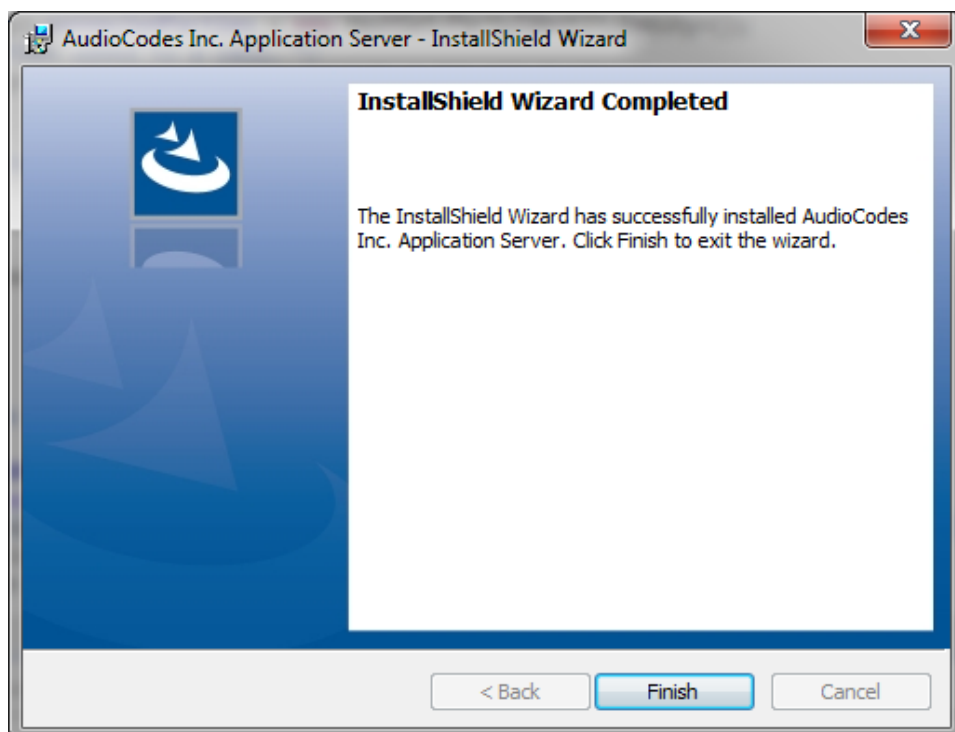 AudioCodes Inc. Application Server - InstallShield Wizard
InstallShield Wizard Completed
The InstallShield Wizard has successfully installed AudioCodes
Inc. Application Server. Click Finish to exit the wizard.
< Back
Finish
Cancel